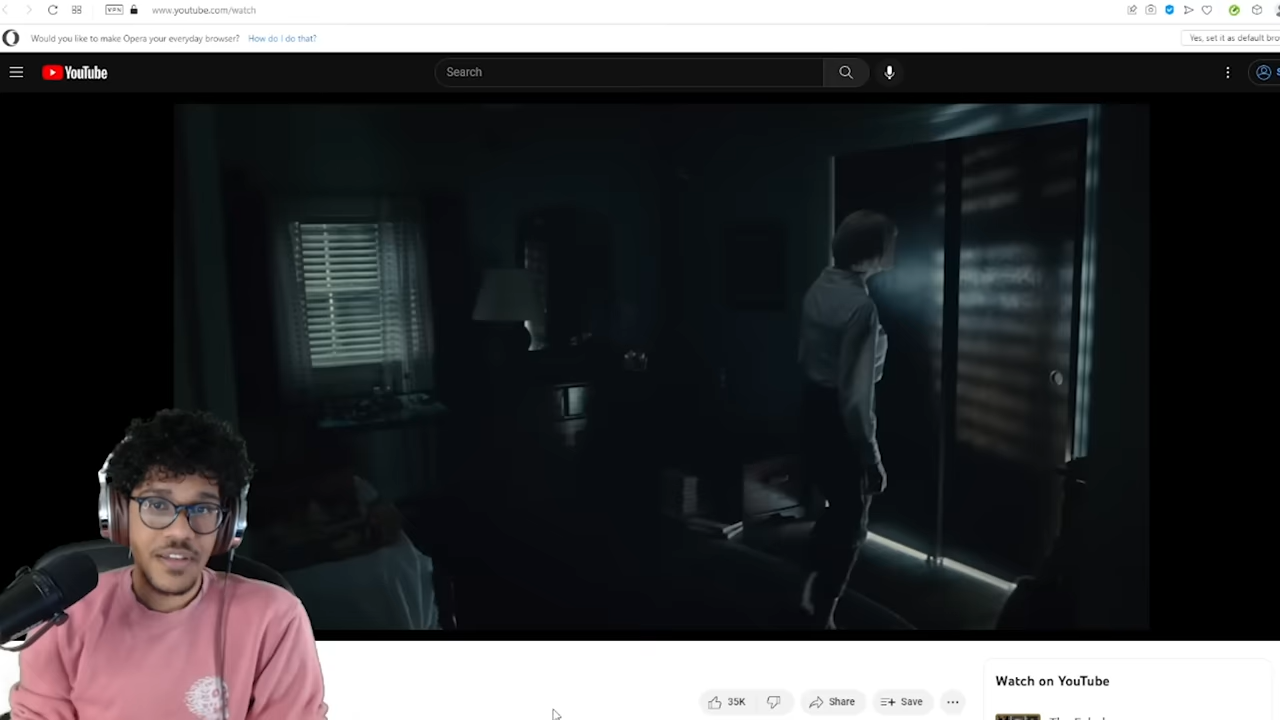 VPN www.youtube.com/watch
Would you like to make Opera your everyday browser? How do I do that? Yes, set it as default bro
YouTube Search S
35K Share Save
Watch on YouTube